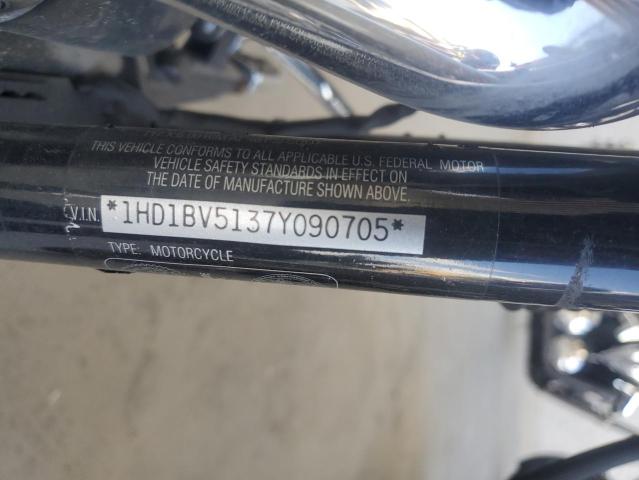 THIS VEHICLE CONFORMS TO ALL APPLICABLE U.S. FEDERAL MOTOR
VEHICLE SAFETY STANDARDS IN EFFECT ON
THE DATE OF MANUFACTURE SHOWN ABOVE.
V.I.N. *1HD1BV5137Y090705*
TYPE: MOTORCYCLE